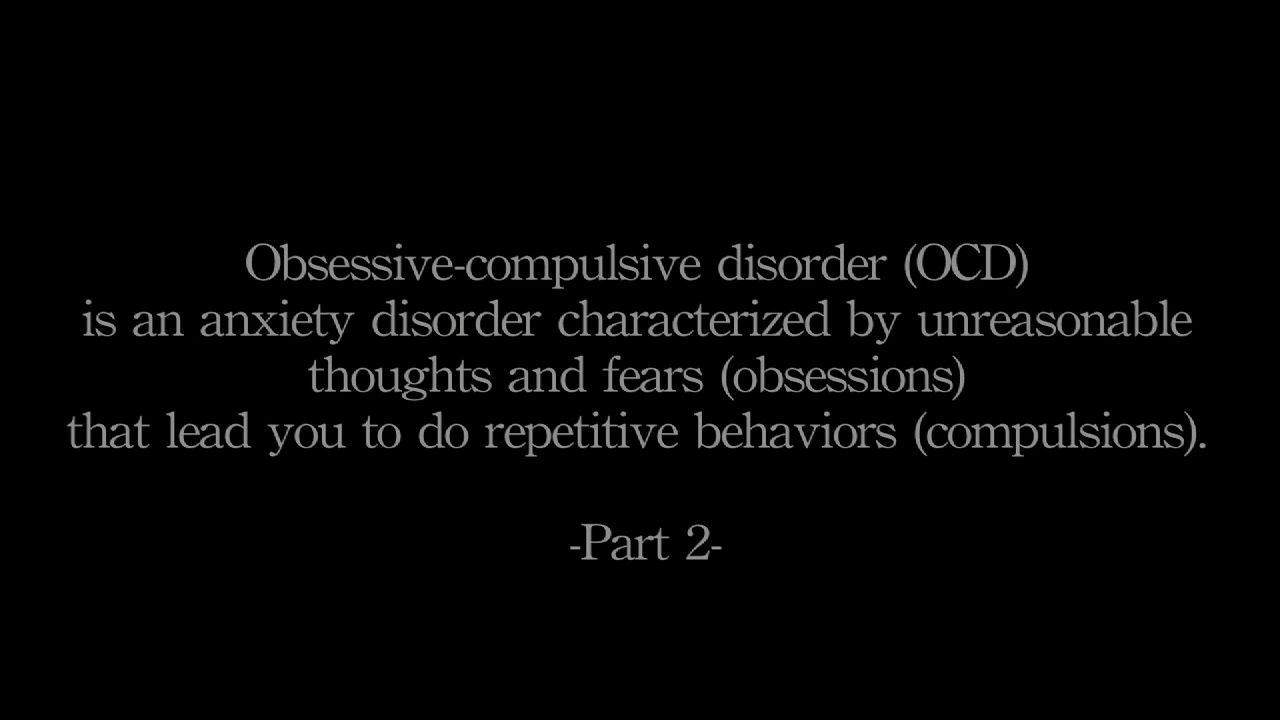 Obsessive-compulsive disorder (OCD)
is an anxiety disorder characterized by unreasonable
thoughts and fears (obsessions)
that lead you to do repetitive behaviors (compulsions).
-Part 2-